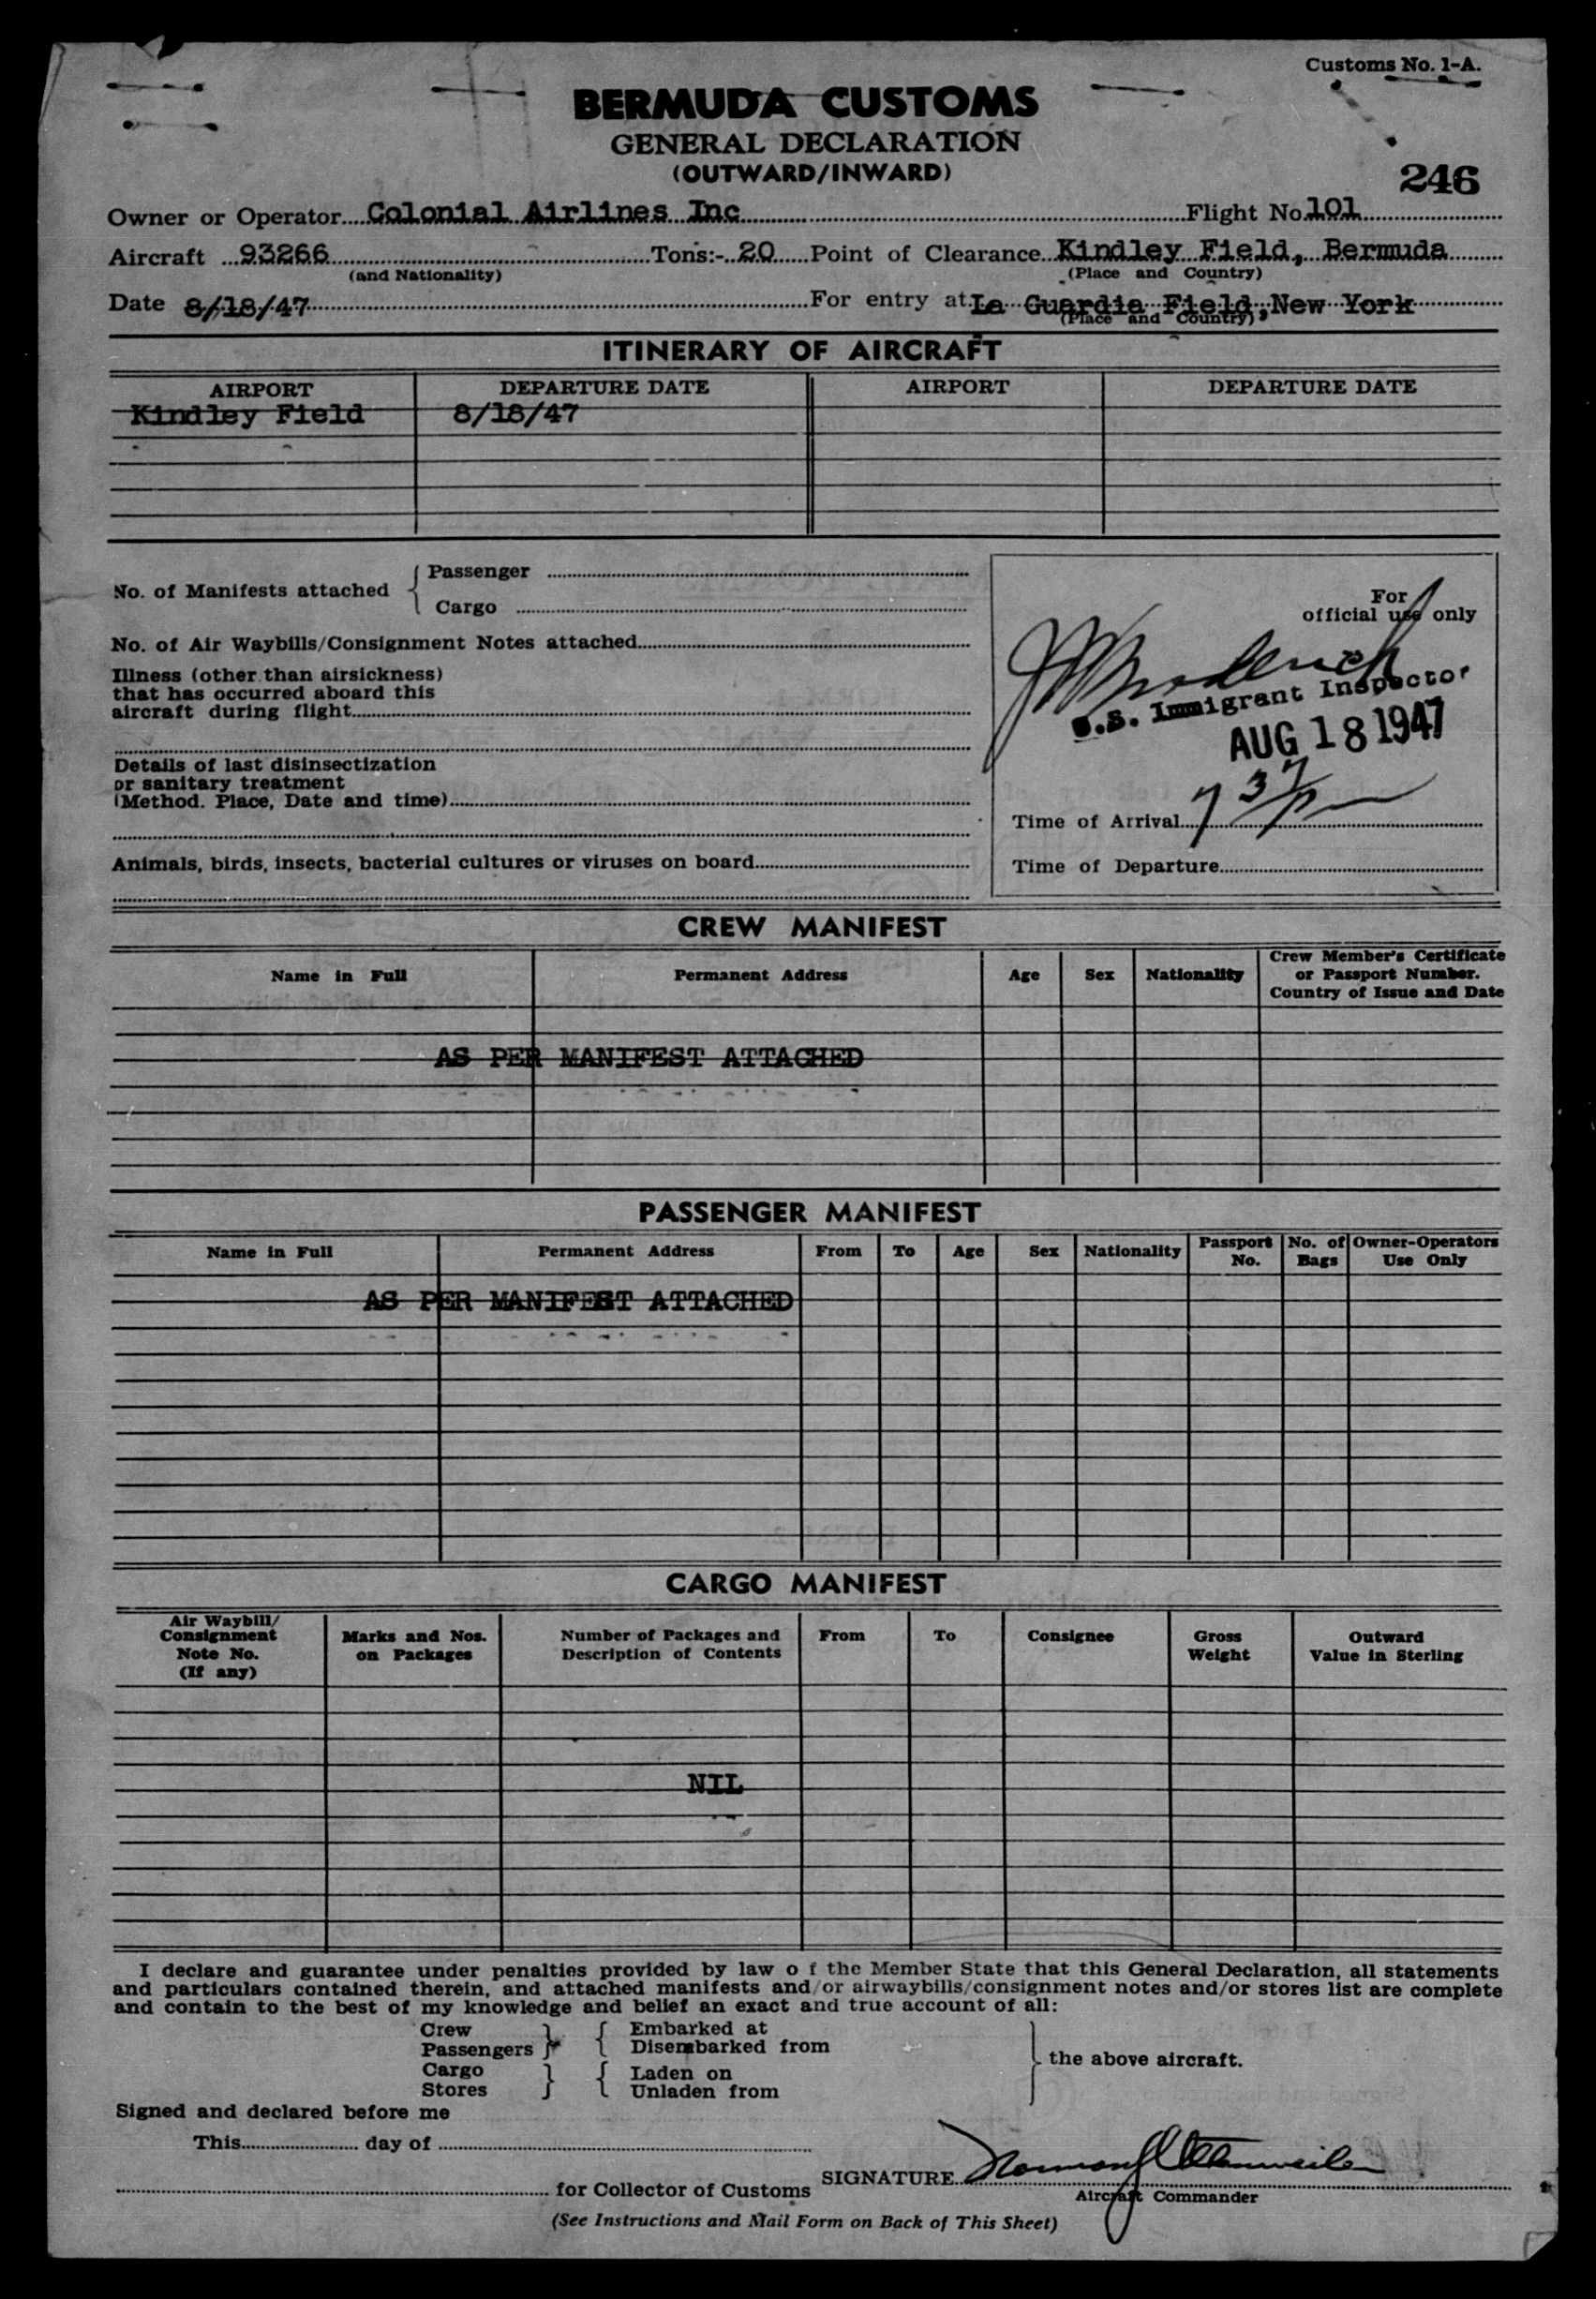 Customs No. 1-A.
BERMUDA CUSTOMS
GENERAL DECLARATION
(OUTWARD/INWARD)
246
Owner or Operator Colonial Airlines Inc Flight No. 101
Aircraft 93266 Tons:- 20 Point of Clearance Kindley Field, Bermuda
(and Nationality) (Place and Country)
Date 8/18/47 For entry at La Guardia Field, New York
(Place and Country)
ITINERARY OF AIRCRAFT
AIRPORT DEPARTURE DATE AIRPORT DEPARTURE DATE
Kindley Field 8/18/47
No. of Manifests attached
Passenger
Cargo
No. of Air Waybills/Consignment Notes attached
Illness (other than airsickness)
that has occurred aboard this
aircraft during flight
Details of last disinsectization
or sanitary treatment
(Method. Place, Date and time)
Animals, birds, insects, bacterial cultures or viruses on board
For
official use only
U.S. Immigrant Inspector
AUG 18 1947
Time of Arrival 7 37 pm
Time of Departure
CREW MANIFEST
Name in Full Permanent Address Age Sex Nationality Crew Member's Certificate
or Passport Number.
Country of Issue and Date
AS PER MANIFEST ATTACHED
PASSENGER MANIFEST
Name in Full Permanent Address From To Age Sex Nationality Passport No. No. of Bags Owner-Operators Use Only
AS PER MANIFEST ATTACHED
CARGO MANIFEST
Air Waybill/
Consignment
Note No.
(If any)
Marks and Nos.
on Packages
Number of Packages and
Description of Contents
From To Consignee
Gross
Weight
Outward
Value in Sterling
NIL
I declare and guarantee under penalties provided by law o f the Member State that this General Declaration, all statements
and particulars contained therein, and attached manifests and/or airwaybills/consignment notes and/or stores list are complete
and contain to the best of my knowledge and belief an exact and true account of all:
Crew Embarked at
Passengers Disembarked from
the above aircraft.
Cargo Laden on
Stores Unladen from
Signed and declared before me
This day of
SIGNATURE
for Collector of Customs
Aircraft Commander
(See Instructions and Mail Form on Back of This Sheet)